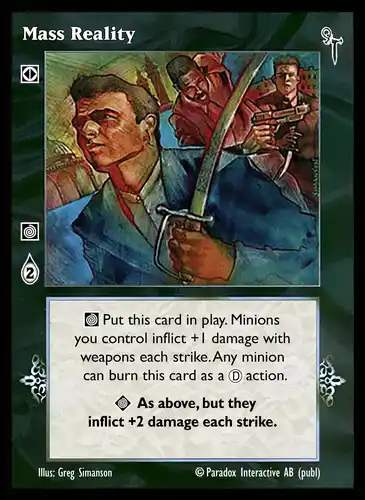 Mass Reality
2
Put this card in play. Minions
you control inflict +1 damage with
weapons each strike. Any minion
can burn this card as a Ⓓ action.
As above, but they
inflict +2 damage each strike.
Illus: Greg Simanson © Paradox Interactive AB (publ)